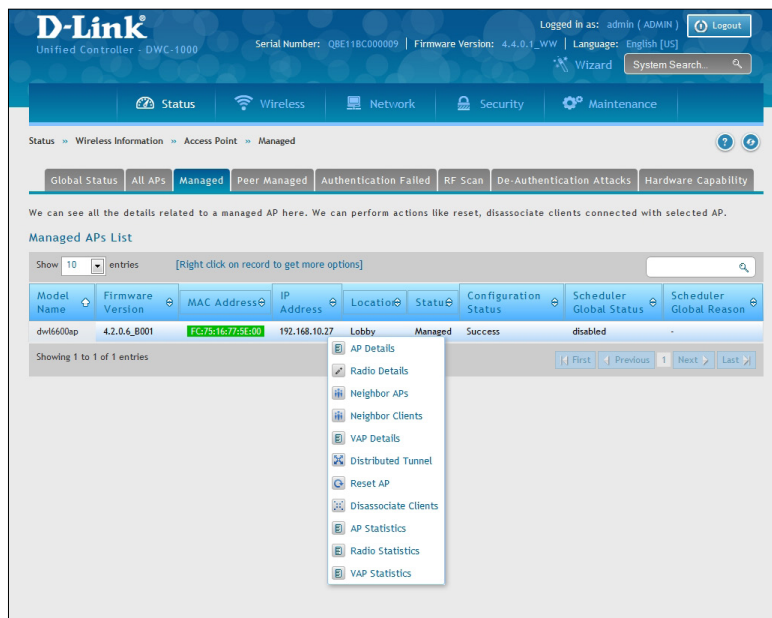 D-Link®
Unified Controller - DWC-1000
Logged in as: admin ( ADMIN ) Logout
Serial Number: QBE11BC000009 | Firmware Version: 4.4.0.1_WW | Language: English [US]
Wizard System Search...
Status Wireless Network Security Maintenance
Status » Wireless Information » Access Point » Managed
Global Status All APs Managed Peer Managed Authentication Failed RF Scan De-Authentication Attacks Hardware Capability
We can see all the details related to a managed AP here. We can perform actions like reset, disassociate clients connected with selected AP.
Managed APs List
Show 10 entries [Right click on record to get more options]
Model Name Firmware Version MAC Address IP Address Location Status Configuration Status Scheduler Global Status Scheduler Global Reason
dwl6600ap 4.2.0.6_B001 FC:75:16:77:5E:00 192.168.10.27 Lobby Managed Success disabled -
Showing 1 to 1 of 1 entries First Previous 1 Next Last
AP Details
Radio Details
Neighbor APs
Neighbor Clients
VAP Details
Distributed Tunnel
Reset AP
Disassociate Clients
AP Statistics
Radio Statistics
VAP Statistics